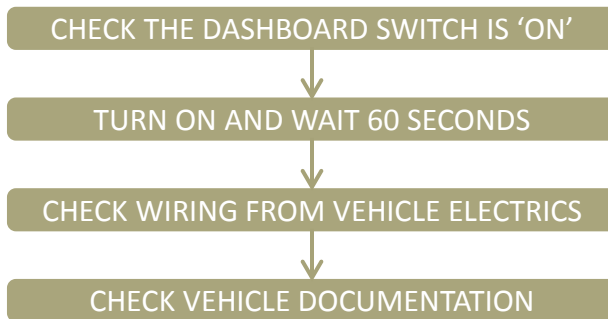 CHECK THE DASHBOARD SWITCH IS ‘ON’
TURN ON AND WAIT 60 SECONDS
CHECK WIRING FROM VEHICLE ELECTRICS
CHECK VEHICLE DOCUMENTATION